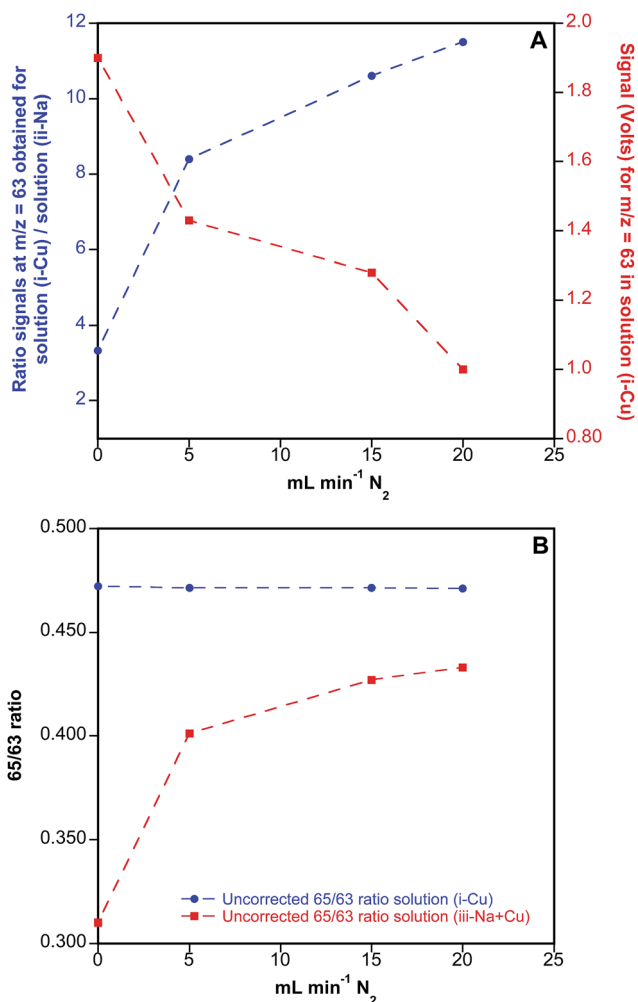 A
Ratio signals at m/z = 63 obtained for
solution (i-Cu) / solution (ii-Na)
12
10
8
6
4
2
2.0
1.8
1.6
1.4
1.2
1.0
0.80
Signal (Volts) for m/z = 63 in
solution (i-Cu)
0 5 10 15 20 25
mL min⁻¹ N₂
B
65/63 ratio
0.500
0.450
0.400
0.350
0.300
Uncorrected 65/63 ratio solution (i-Cu)
Uncorrected 65/63 ratio solution (iii-Na+Cu)
0 5 10 15 20 25
mL min⁻¹ N₂